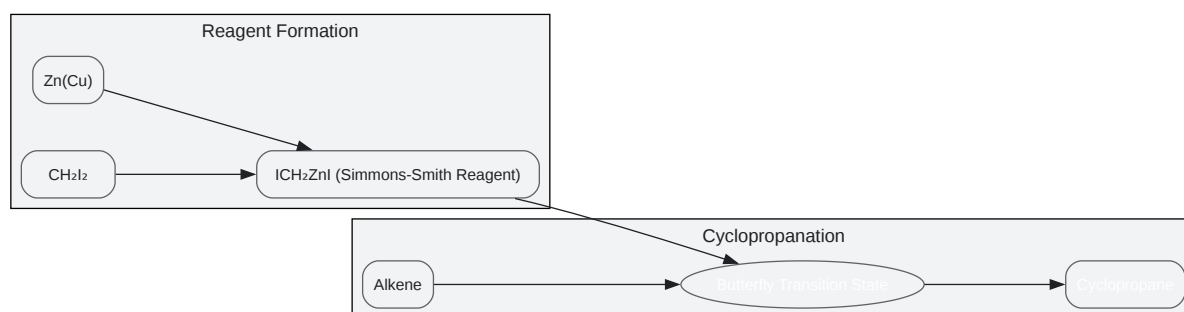 Reagent Formation
Zn(Cu)
CH₂I₂
ICH₂ZnI (Simmons-Smith Reagent)
Cyclopropanation
Alkene
Butterfly Transition State
Cyclopropane